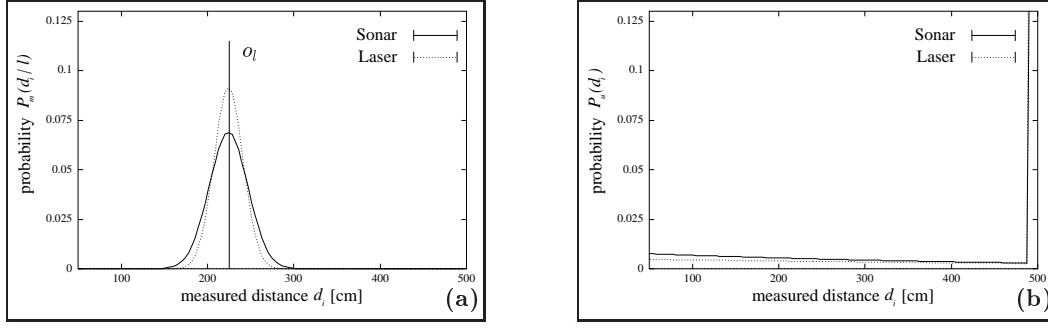 0.125
0.1
0.075
0.05
0.025
0
100
200
300
400
500
probability P_m(d_i / l)
measured distance d_i [cm]
Sonar
Laser
o_l
(a)
0.125
0.1
0.075
0.05
0.025
0
100
200
300
400
500
probability P_u(d_i)
measured distance d_i [cm]
Sonar
Laser
(b)